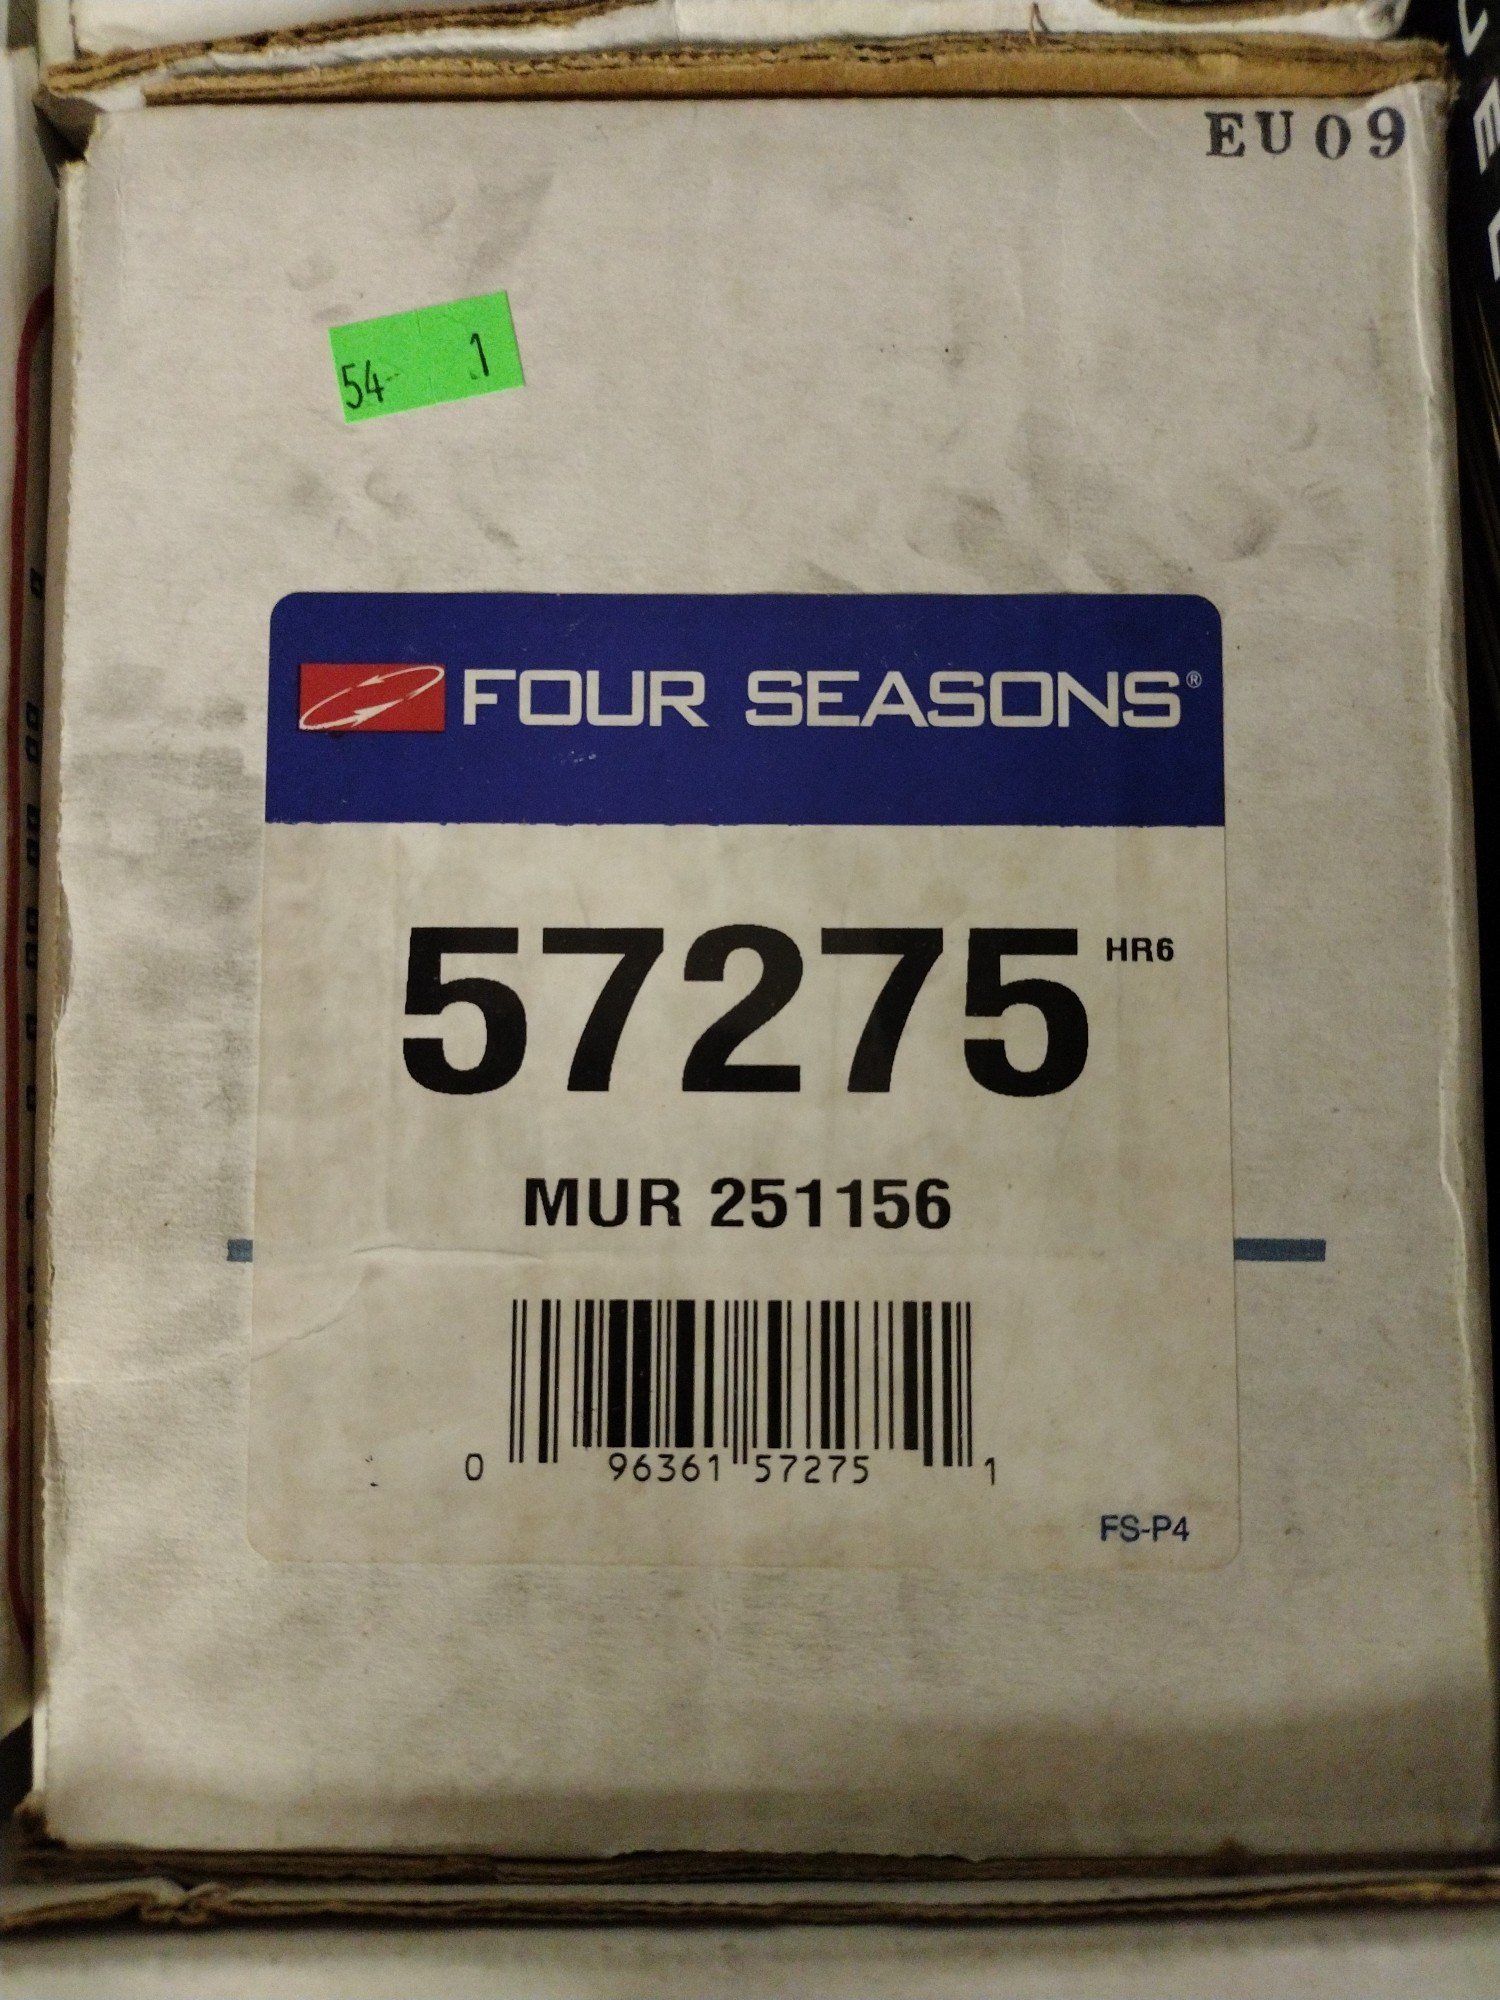 EU09
54 1
FOUR SEASONS®
57275 HR6
MUR 251156
0 96361 57275 1
FS-P4